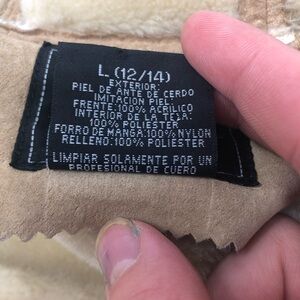 L (12/14)
EXTERIOR:
PIEL DE ANTE DE CERDO
IMITACION PIEL
FRENTE:100% ACRILICO
INTERIOR DE LA TELA:
100% POLIESTER
FORRO DE MANGA:100% NYLON
RELLENO:100% POLIESTER
LIMPIAR SOLAMENTE POR UN
PROFESIONAL DE CUERO